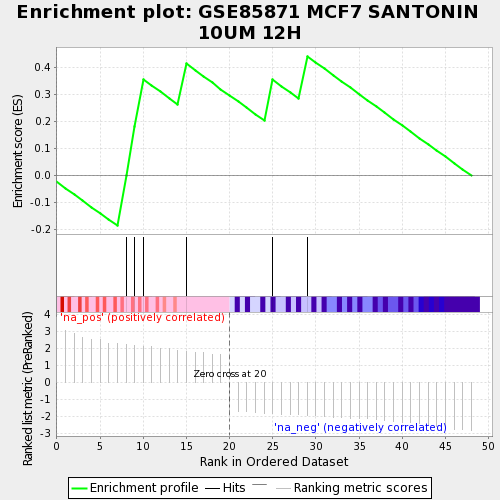 Enrichment plot: GSE85871 MCF7 SANTONIN
10UM 12H
Enrichment score (ES)
0.4
0.3
0.2
0.1
0.0
-0.1
-0.2
'na_pos' (positively correlated)
Ranked list metric (PreRanked)
4
3
2
1
0
-1
-2
-3
Zero cross at 20
'na_neg' (negatively correlated)
0 5 10 15 20 25 30 35 40 45 50
Rank in Ordered Dataset
Enrichment profile Hits Ranking metric scores